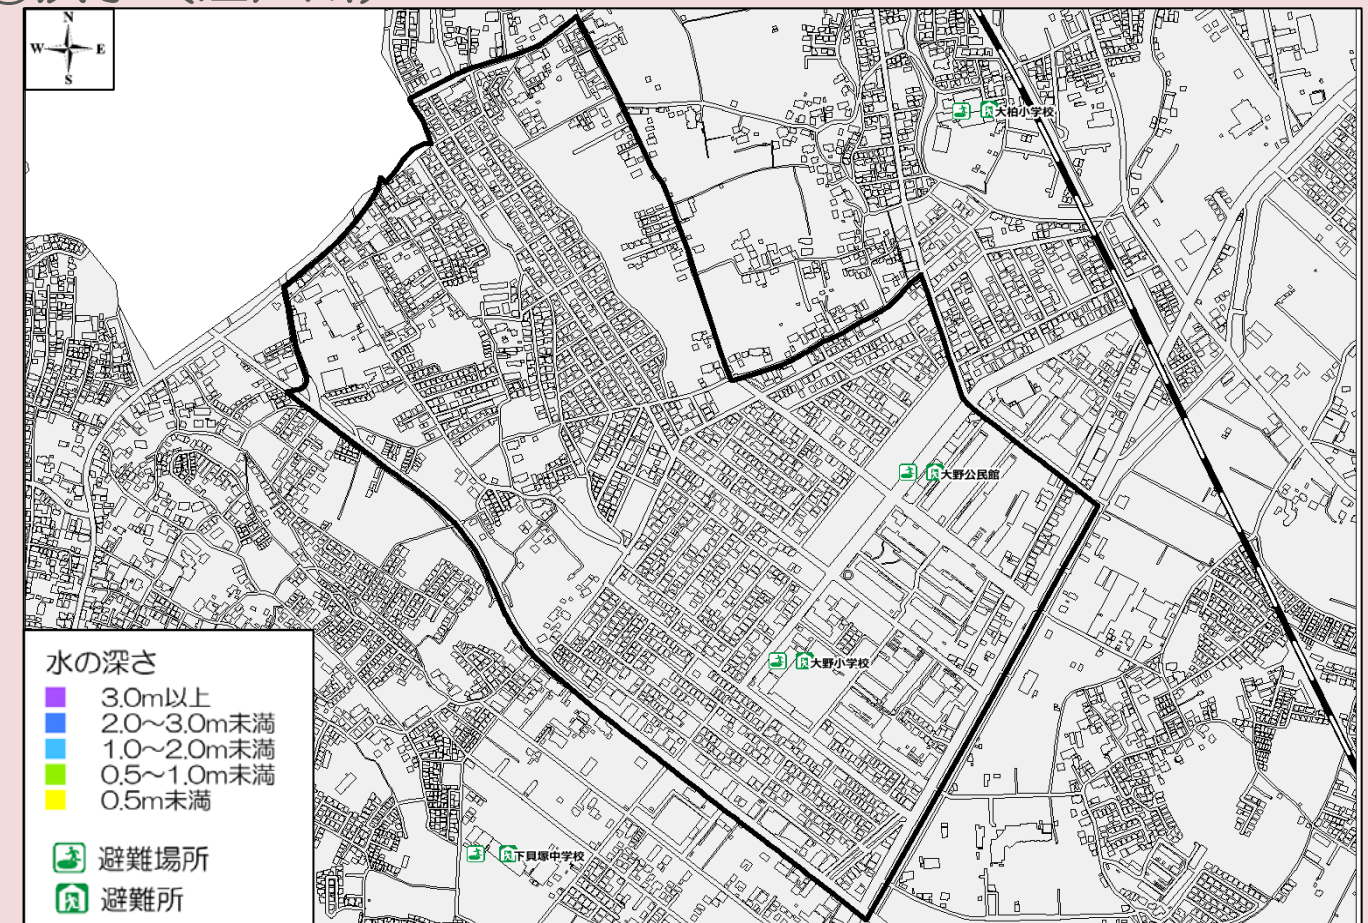 N
W E
S
大柏小学校
大野公民館
大野小学校
下貝塚中学校
水の深さ
3.0m以上
2.0～3.0m未満
1.0～2.0m未満
0.5～1.0m未満
0.5m未満
避難場所
避難所